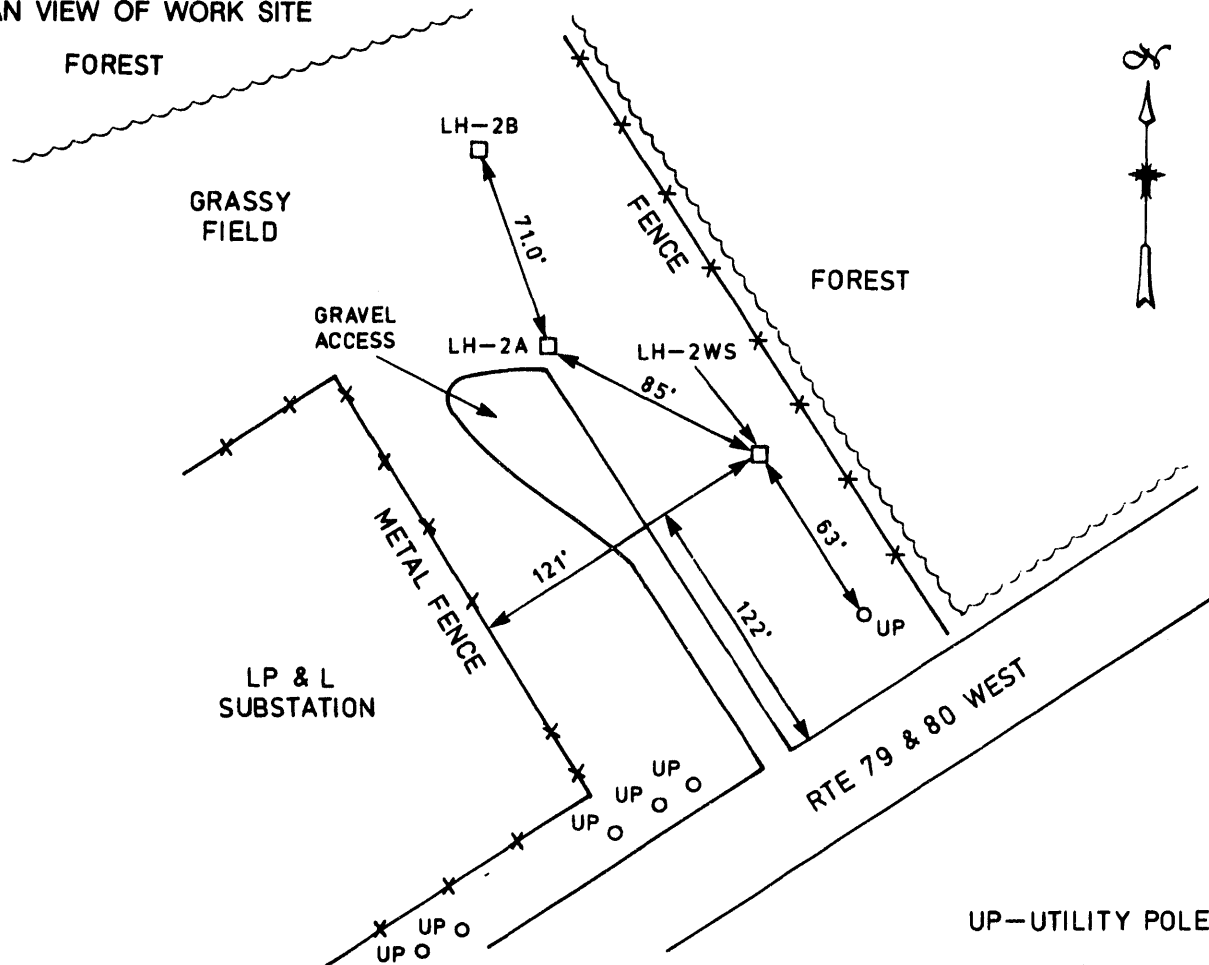 AN VIEW OF WORK SITE
FOREST
N
LH-2B
GRASSY
FIELD
71.0'
FENCE
FOREST
GRAVEL
ACCESS
LH-2A
LH-2WS
85'
METAL FENCE
121'
63'
122'
UP
LP & L
SUBSTATION
RTE 79 & 80 WEST
UP
UP
UP
UP
UP
UP-UTILITY POLE